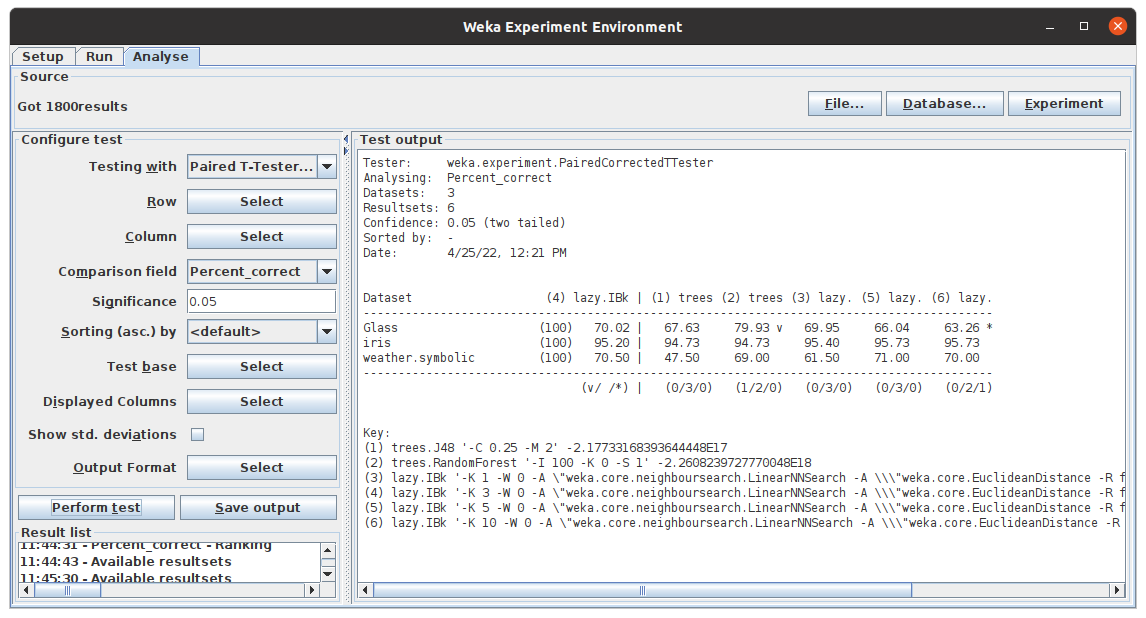 Weka Experiment Environment
Setup Run Analyse
Source
Got 1800results
File... Database... Experiment
Configure test
Testing with Paired T-Tester...
Row Select
Column Select
Comparison field Percent_correct
Significance 0.05
Sorting (asc.) by <default>
Test base Select
Displayed Columns Select
Show std. deviations
Output Format Select
Perform test Save output
Result list
11:44:31 - Percent_correct - Ranking
11:44:43 - Available resultsets
11:45:30 - Available resultsets
Test output
Tester: weka.experiment.PairedCorrectedTTester
Analysing: Percent_correct
Datasets: 3
Resultsets: 6
Confidence: 0.05 (two tailed)
Sorted by: -
Date: 4/25/22, 12:21 PM
Dataset (4) lazy.IBk | (1) trees (2) trees (3) lazy. (5) lazy. (6) lazy.
------------------------------------------------------------------------------------------
Glass (100) 70.02 | 67.63 79.93 v 69.95 66.04 63.26 *
iris (100) 95.20 | 94.73 94.73 95.40 95.73 95.73
weather.symbolic (100) 70.50 | 47.50 69.00 61.50 71.00 70.00
------------------------------------------------------------------------------------------
(v/ /*) | (0/3/0) (1/2/0) (0/3/0) (0/3/0) (0/2/1)
Key:
(1) trees.J48 '-C 0.25 -M 2' -2.17733168393644448E17
(2) trees.RandomForest '-I 100 -K 0 -S 1' -2.2608239727770048E18
(3) lazy.IBk '-K 1 -W 0 -A \"weka.core.neighboursearch.LinearNNSearch -A \\\"weka.core.EuclideanDistance -R f
(4) lazy.IBk '-K 3 -W 0 -A \"weka.core.neighboursearch.LinearNNSearch -A \\\"weka.core.EuclideanDistance -R f
(5) lazy.IBk '-K 5 -W 0 -A \"weka.core.neighboursearch.LinearNNSearch -A \\\"weka.core.EuclideanDistance -R f
(6) lazy.IBk '-K 10 -W 0 -A \"weka.core.neighboursearch.LinearNNSearch -A \\\"weka.core.EuclideanDistance -R